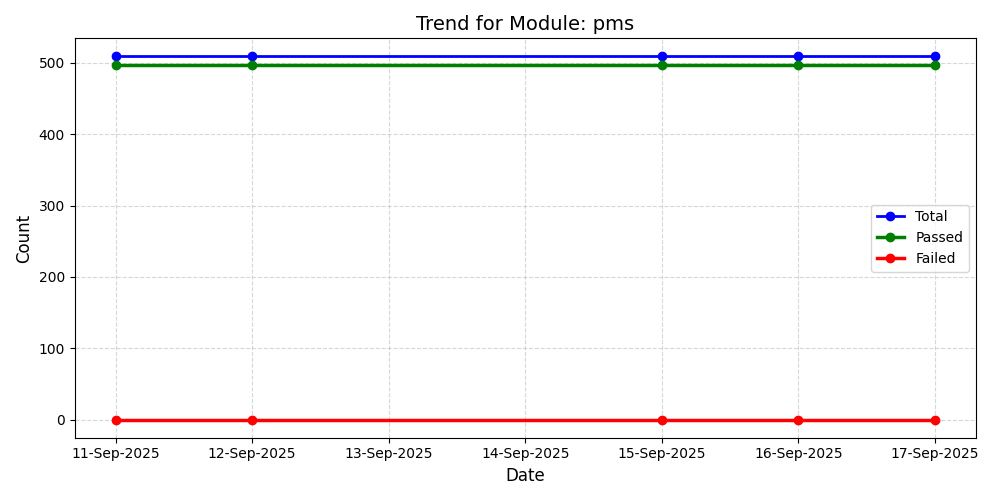 Trend for Module: pms
Count
500
400
300
200
100
0
Total
Passed
Failed
11-Sep-2025
12-Sep-2025
13-Sep-2025
14-Sep-2025
15-Sep-2025
16-Sep-2025
17-Sep-2025
Date